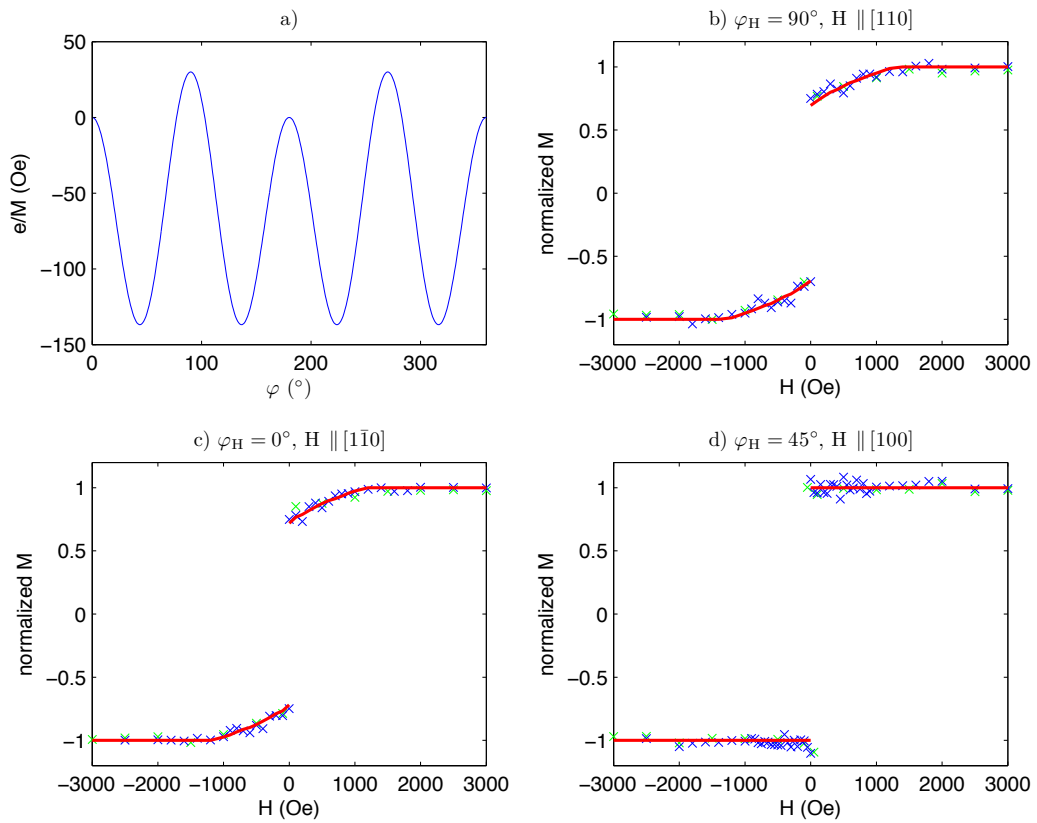 a)
50
0
−50
−100
−150
e/M (Oe)
0 100 200 300
φ (°)
b) φH = 90°, H ∥ [110]
1
0.5
0
−0.5
−1
normalized M
−3000 −2000 −1000 0 1000 2000 3000
H (Oe)
c) φH = 0°, H ∥ [11̄0]
1
0.5
0
−0.5
−1
normalized M
−3000 −2000 −1000 0 1000 2000 3000
H (Oe)
d) φH = 45°, H ∥ [100]
1
0.5
0
−0.5
−1
normalized M
−3000 −2000 −1000 0 1000 2000 3000
H (Oe)